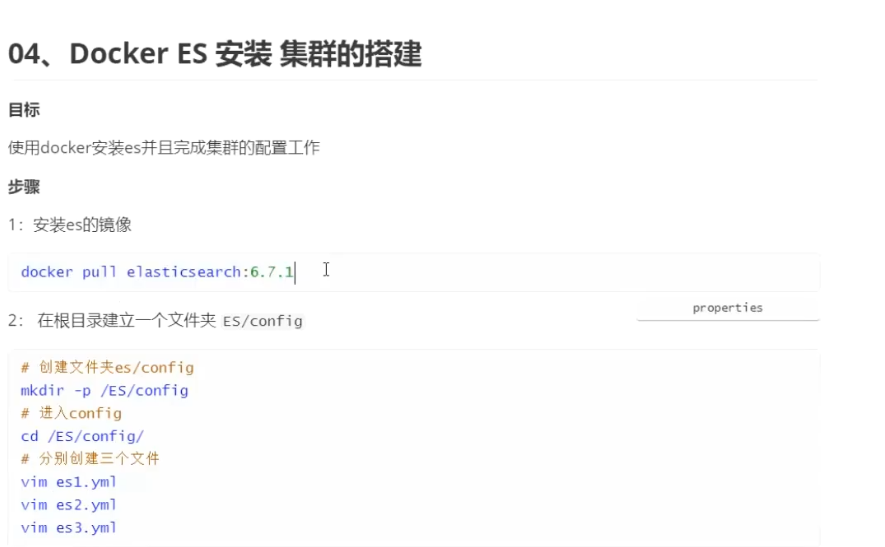 04、Docker ES 安装 集群的搭建
目标
使用docker安装es并且完成集群的配置工作
步骤
1：安装es的镜像
docker pull elasticsearch:6.7.1
properties
2： 在根目录建立一个文件夹 ES/config
# 创建文件夹es/config
mkdir -p /ES/config
# 进入config
cd /ES/config/
# 分别创建三个文件
vim es1.yml
vim es2.yml
vim es3.yml